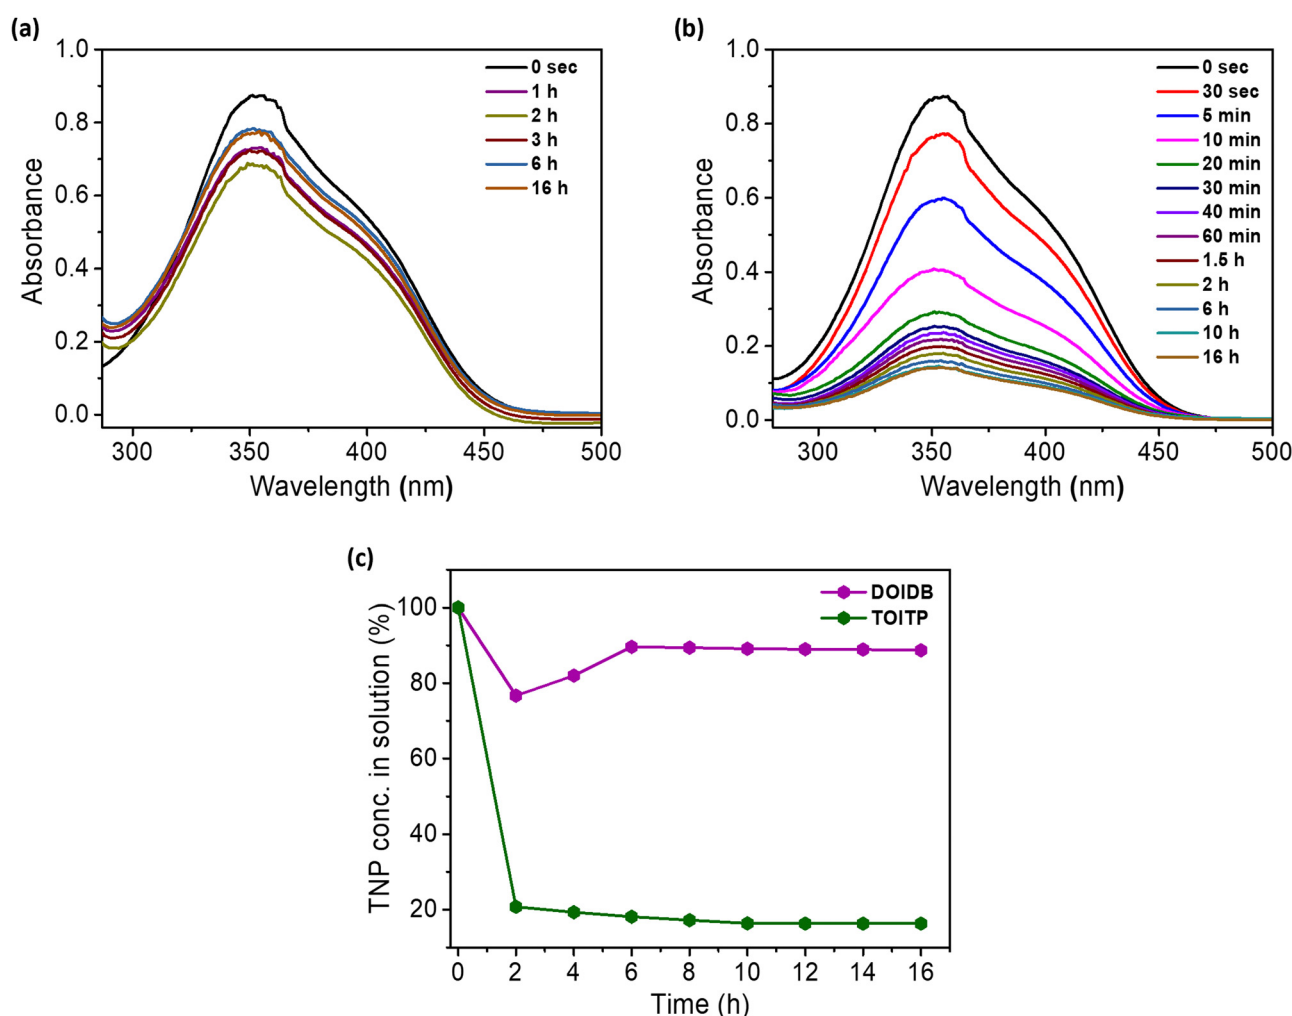 (a)
1.0
0.8
0.6
0.4
0.2
0.0
Absorbance
300 350 400 450 500
Wavelength (nm)
0 sec
1 h
2 h
3 h
6 h
16 h
(b)
1.0
0.8
0.6
0.4
0.2
0.0
Absorbance
300 350 400 450 500
Wavelength (nm)
0 sec
30 sec
5 min
10 min
20 min
30 min
40 min
60 min
1.5 h
2 h
6 h
10 h
16 h
(c)
100
80
60
40
20
TNP conc. in solution (%)
0 2 4 6 8 10 12 14 16
Time (h)
DOIDB
TOITP